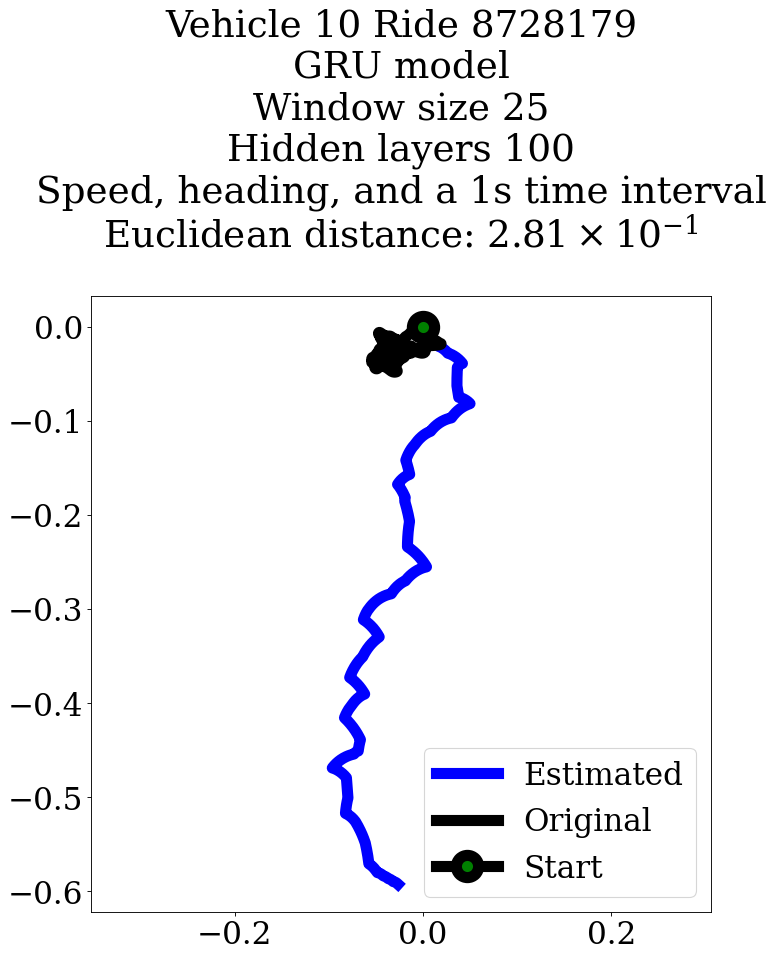 Vehicle 10 Ride 8728179
GRU model
Window size 25
Hidden layers 100
Speed, heading, and a 1s time interval
Euclidean distance: 2.81 × 10⁻¹
0.0
−0.1
−0.2
−0.3
−0.4
−0.5
−0.6
Estimated
Original
Start
−0.2 0.0 0.2